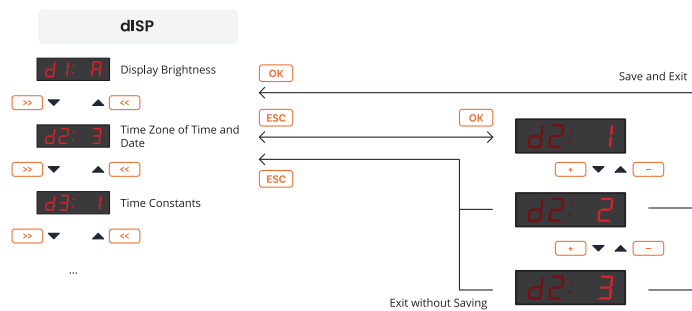 dISP
d1: A
Display Brightness
OK
Save and Exit
>> <<
ESC
OK
d2: 3
Time Zone of Time and
Date
d2: 1
>> <<
ESC
+ −
d3: 1
Time Constants
d2: 2
>> <<
+ −
...
d2: 3
Exit without Saving